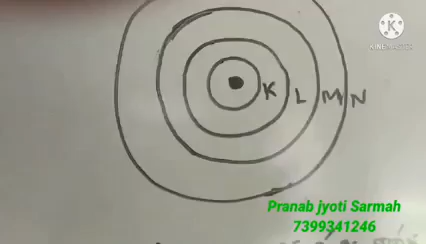 K
KINEMASTER
K L M N
Pranab jyoti Sarmah
7399341246